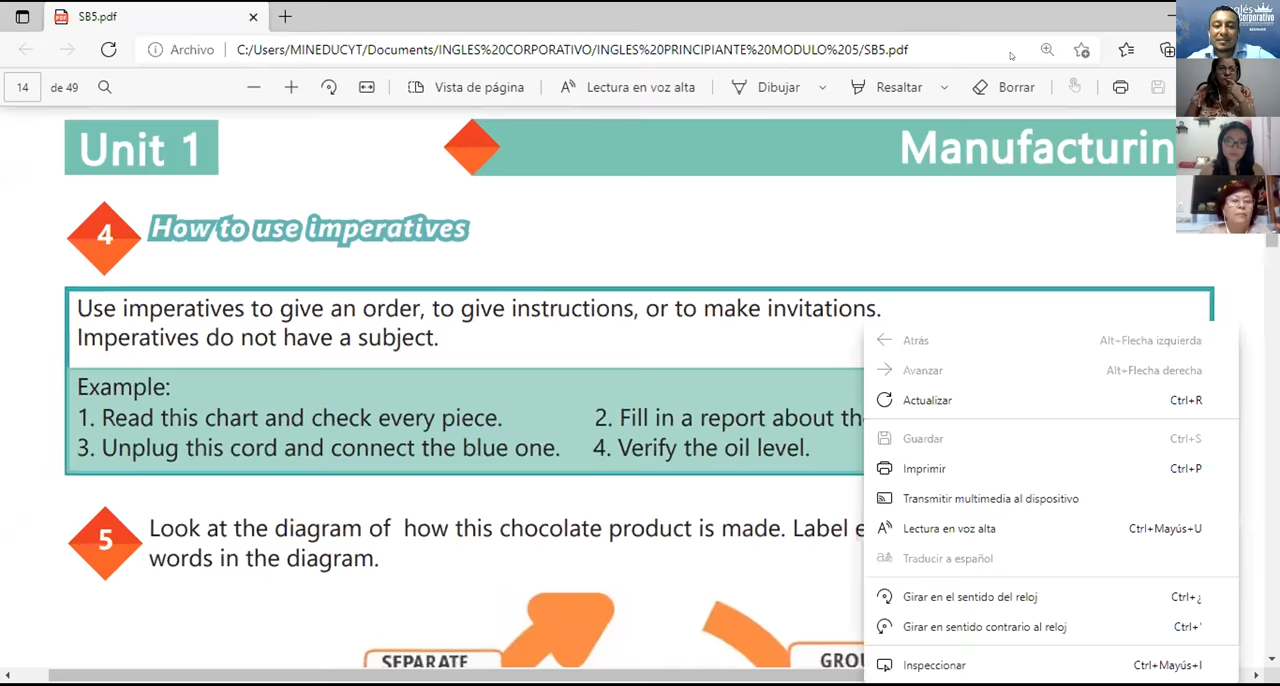 SB5.pdf
Archivo
C:/Users/MINEDUCYT/Documents/INGLES%20CORPORATIVO/INGLES%20PRINCIPIANTE%20MODULO%205/SB5.pdf
14
de 49
Vista de página
Lectura en voz alta
Dibujar
Resaltar
Borrar
Unit 1
Manufacturin
4
How to use imperatives
Use imperatives to give an order, to give instructions, or to make invitations.
Imperatives do not have a subject.
Example:
1. Read this chart and check every piece.
2. Fill in a report about th
3. Unplug this cord and connect the blue one.
4. Verify the oil level.
5
Look at the diagram of how this chocolate product is made. Label e
words in the diagram.
SEPARATE
GROU
Atrás Alt+Flecha izquierda
Avanzar Alt+Flecha derecha
Actualizar Ctrl+R
Guardar Ctrl+S
Imprimir Ctrl+P
Transmitir multimedia al dispositivo
Lectura en voz alta Ctrl+Mayús+U
Traducir a español
Girar en el sentido del reloj Ctrl+¿
Girar en sentido contrario al reloj Ctrl+'
Inspeccionar Ctrl+Mayús+I